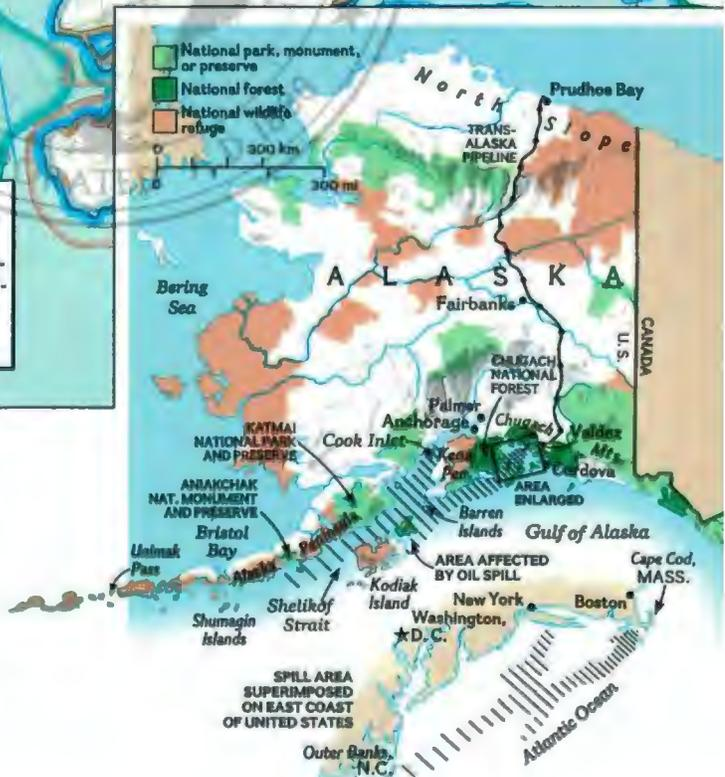 National park, monument,
or preserve
National forest
National wildlife
refuge
0 300 km
0 300 mi
North Slope
Prudhoe Bay
TRANS-
ALASKA
PIPELINE
ALASKA
Bering
Sea
Fairbanks
U.S.
CANADA
CHUGACH
NATIONAL
FOREST
Palmer
Anchorage
Chugach
Mts.
Valdez
KATMAI
NATIONAL PARK
AND PRESERVE
Cook Inlet
Kenai
Pen.
Cordova
AREA
ENLARGED
ANIAKCHAK
NAT. MONUMENT
AND PRESERVE
Bristol
Bay
Barren
Islands
Gulf of Alaska
Unimak
Pass
Alaska Peninsula
AREA AFFECTED
BY OIL SPILL
Cape Cod,
MASS.
Shumagin
Islands
Shelikof
Strait
Kodiak
Island
New York
Boston
Washington,
D.C.
SPILL AREA
SUPERIMPOSED
ON EAST COAST
OF UNITED STATES
Atlantic Ocean
Outer Banks,
N.C.